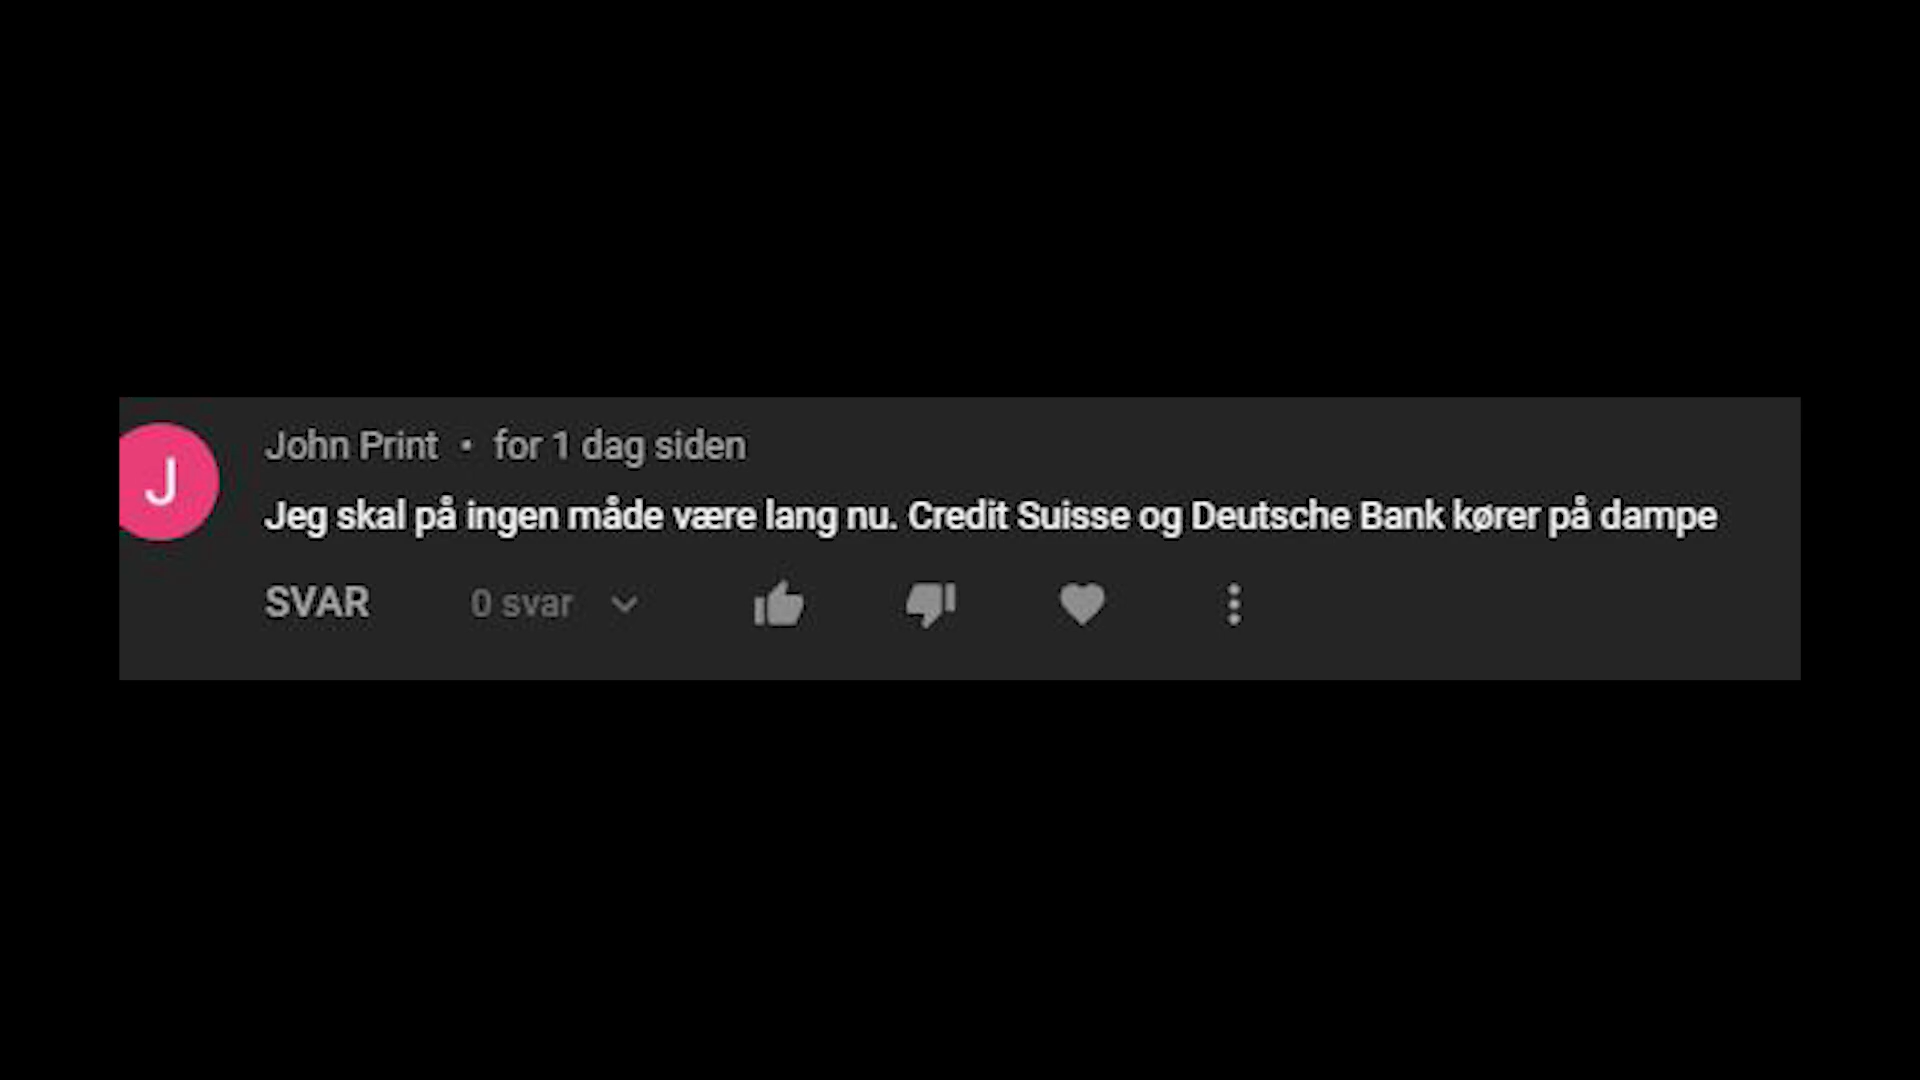 J
John Print • for 1 dag siden
Jeg skal på ingen måde være lang nu. Credit Suisse og Deutsche Bank kører på dampe
SVAR 0 svar